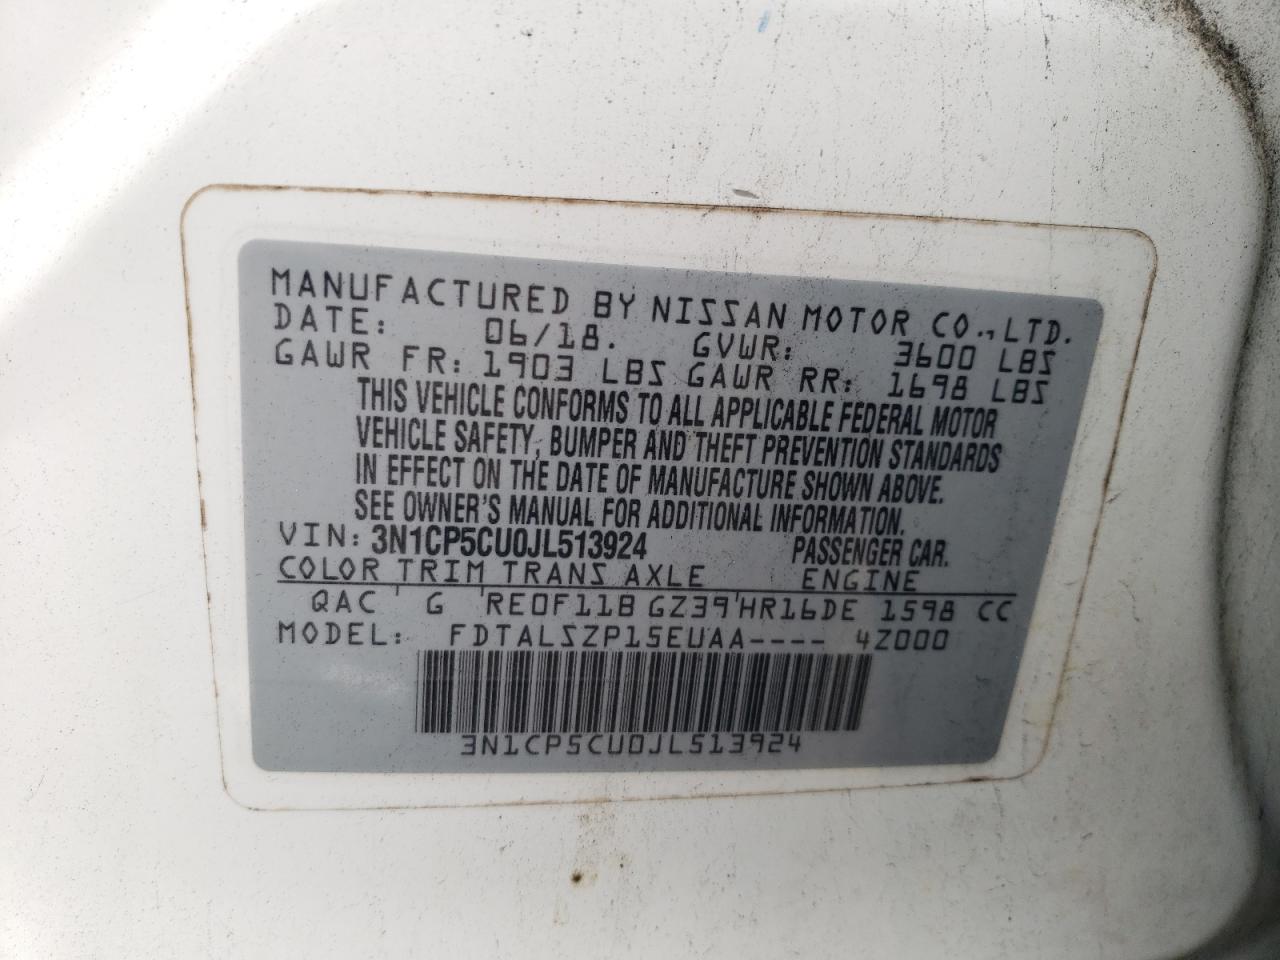 MANUFACTURED BY NISSAN MOTOR CO., LTD.
DATE: 06/18. GVWR: 3600 LBS
GAWR FR: 1903 LBS GAWR RR: 1698 LBS
THIS VEHICLE CONFORMS TO ALL APPLICABLE FEDERAL MOTOR
VEHICLE SAFETY, BUMPER AND THEFT PREVENTION STANDARDS
IN EFFECT ON THE DATE OF MANUFACTURE SHOWN ABOVE.
SEE OWNER'S MANUAL FOR ADDITIONAL INFORMATION.
VIN: 3N1CP5CU0JL513924 PASSENGER CAR.
COLOR TRIM TRANS AXLE ENGINE
QAC ' G ' RE0F11B GZ39'HR16DE 1598 CC
MODEL: FDTALSZP15EUAA---- 4Z000
3N1CP5CU0JL513924